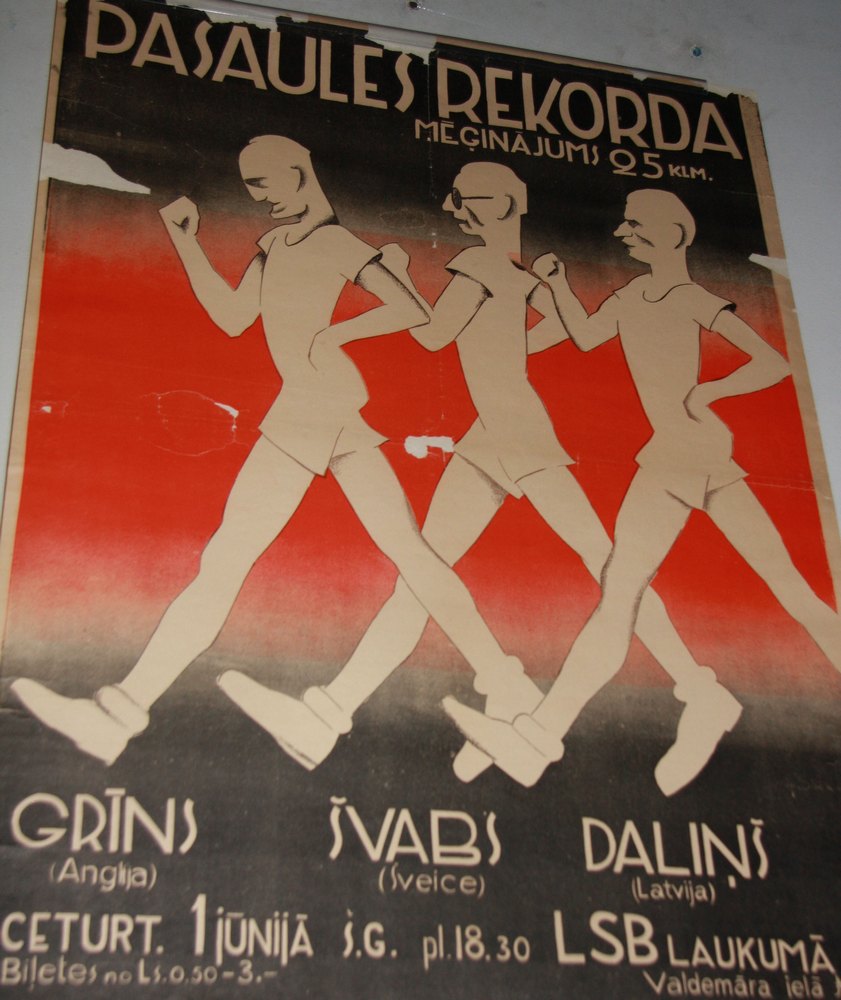 PASAULES REKORDA
MĒĢINĀJUMS 25 KLM.
GRĪNS ŠVABS DALIŅŠ
(Anglija) (Šveice) (Latvija)
CETURT. 1 JŪNIJĀ š.G. pl.18.30 LSB LAUKUMĀ
Biļetes no Ls.0.50-3.- Valdemāra ielā